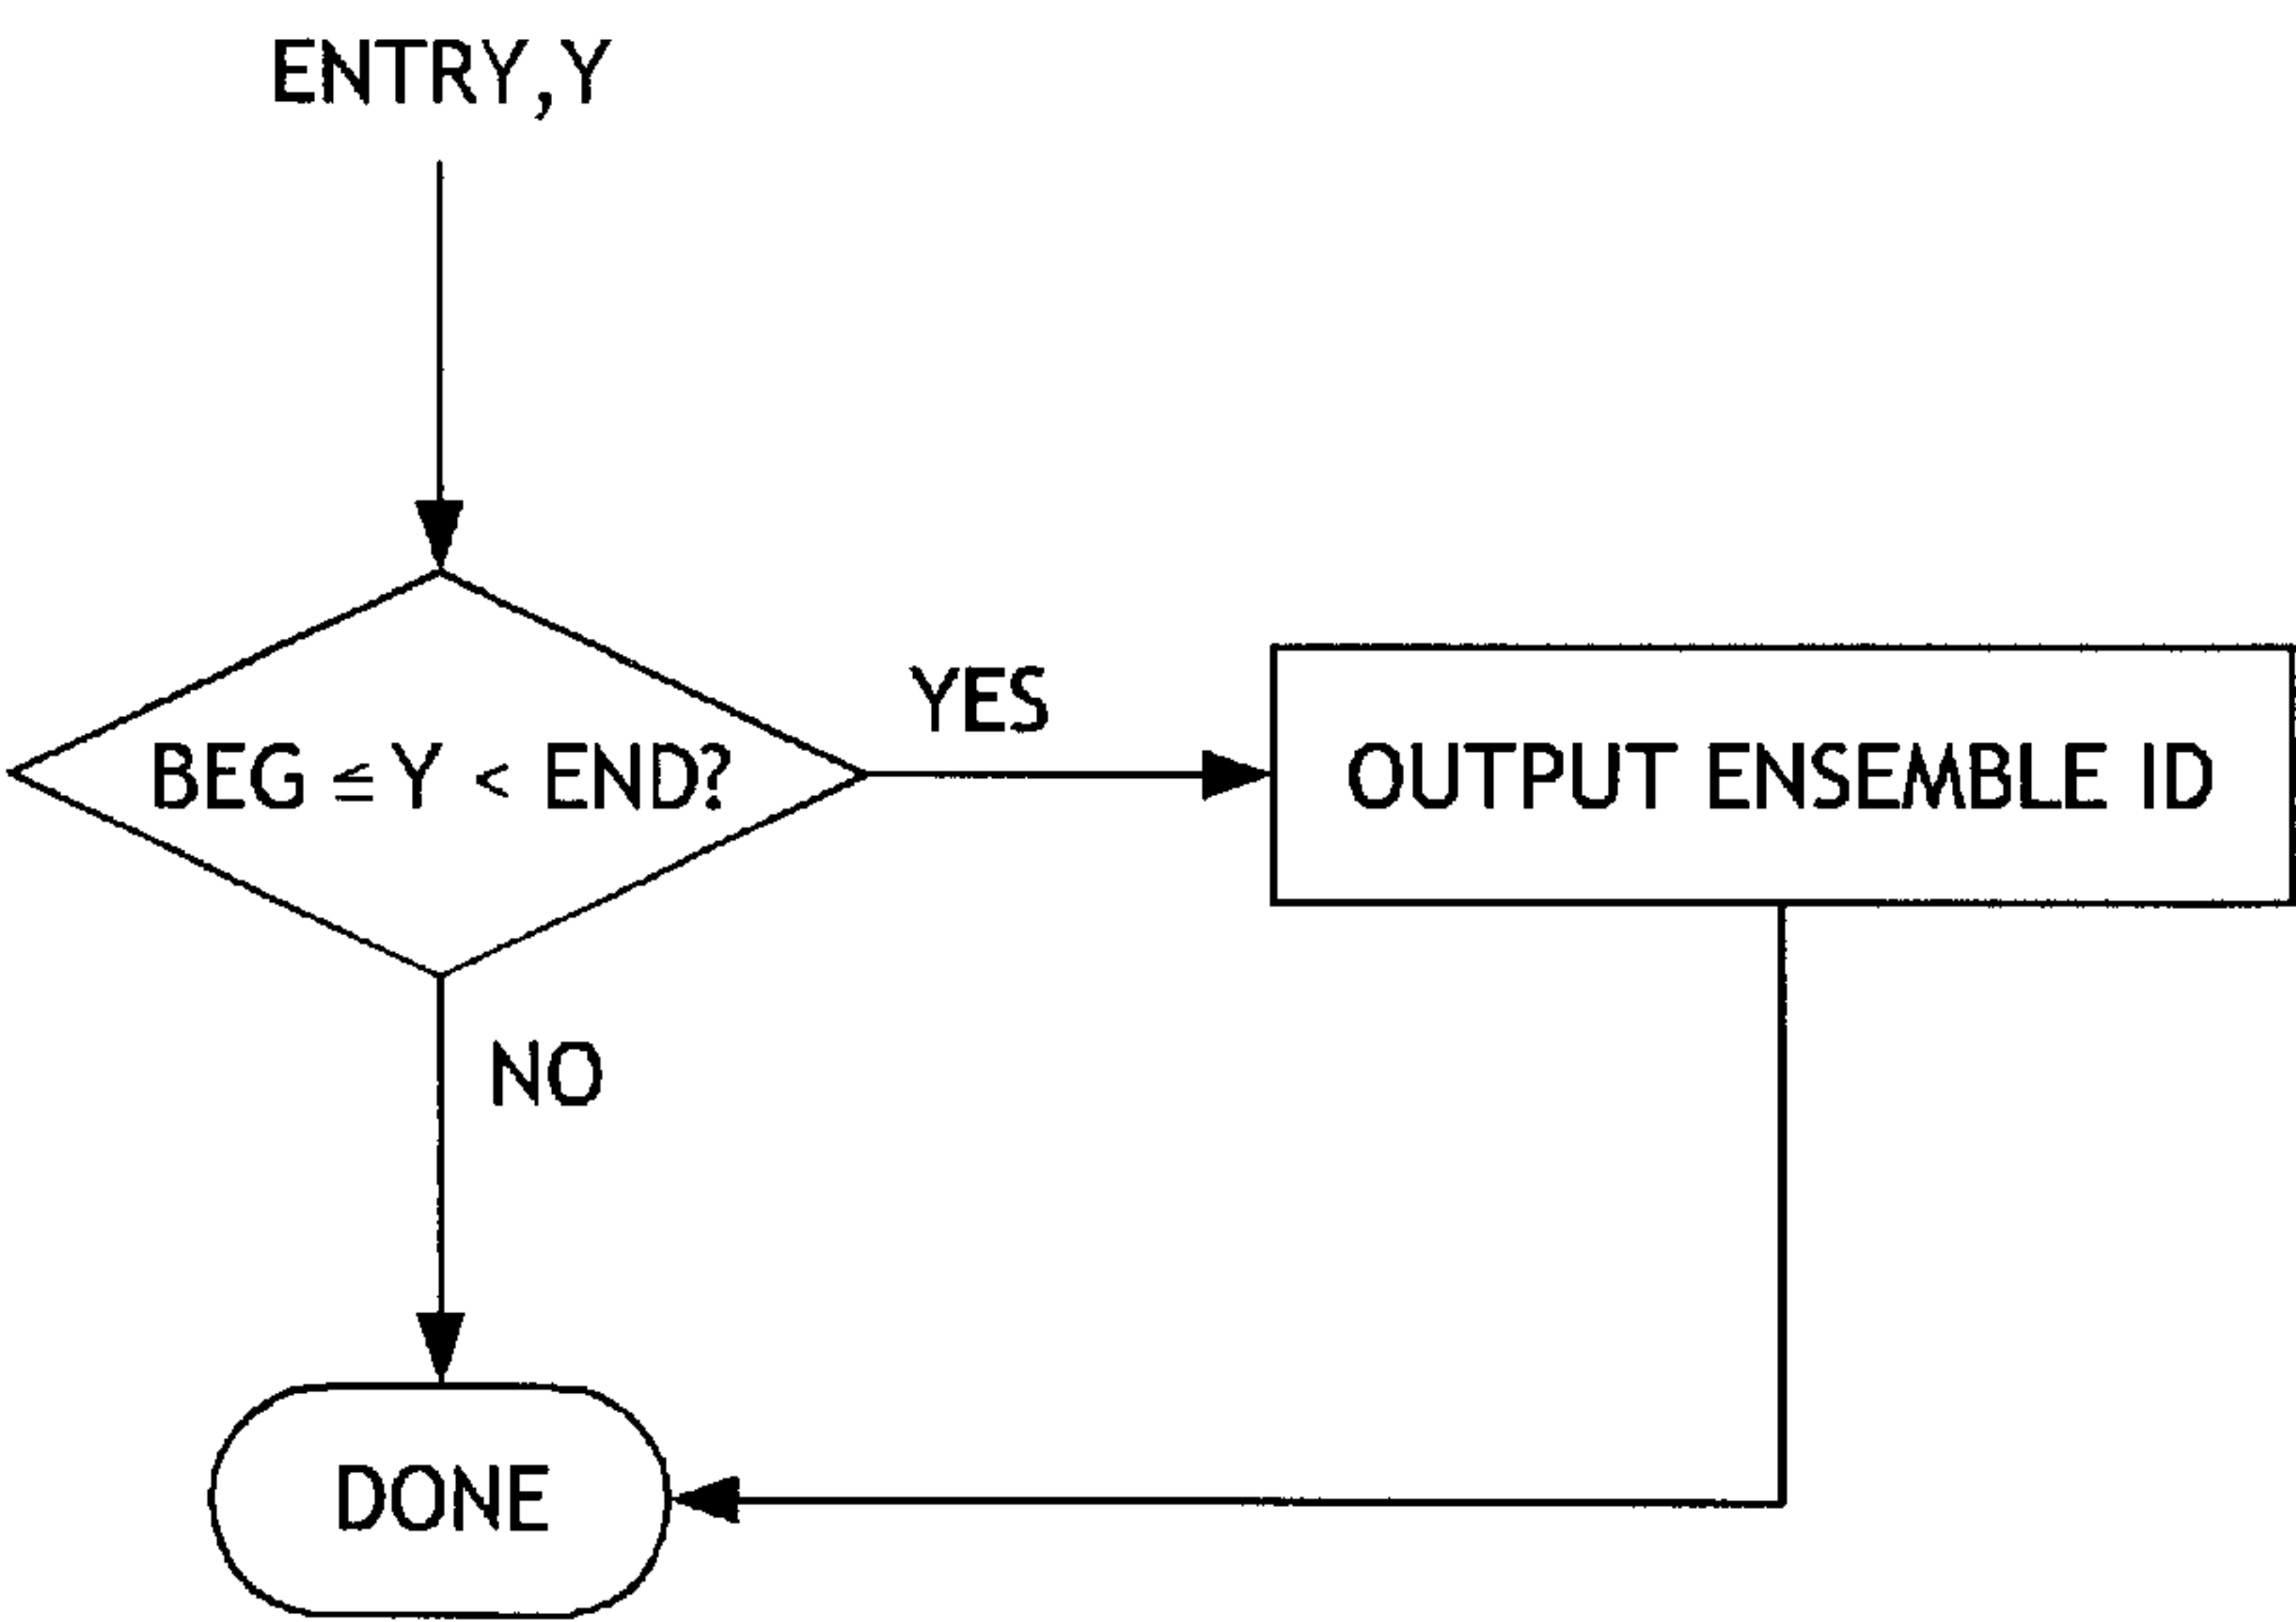 ENTRY,Y
BEG ≤ Y < END?
YES
OUTPUT ENSEMBLE ID
NO
DONE